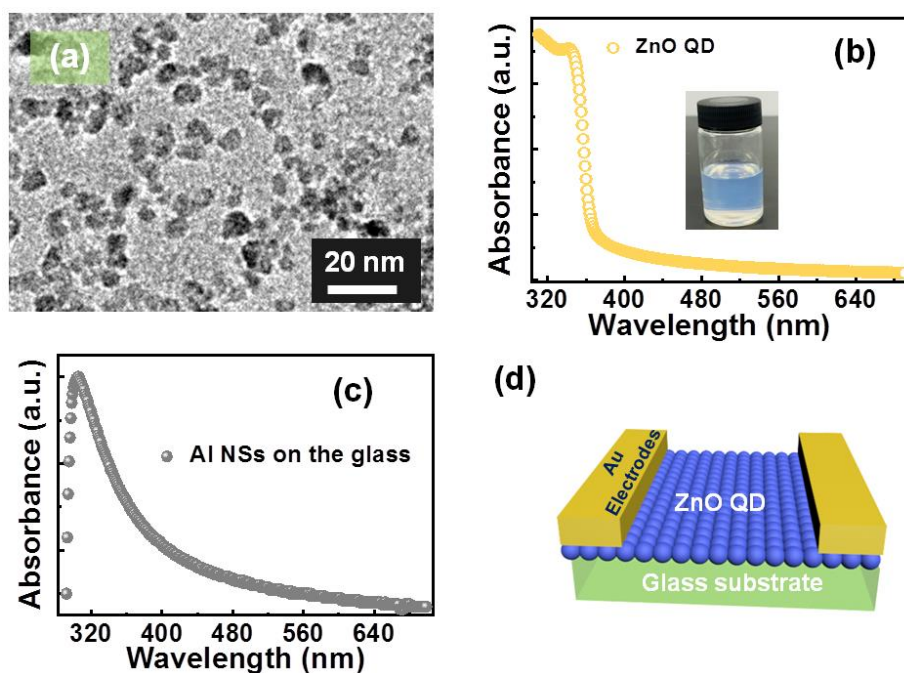 (a)
20 nm
(b)
ZnO QD
Absorbance (a.u.)
320 400 480 560 640
Wavelength (nm)
(c)
Al NSs on the glass
Absorbance (a.u.)
320 400 480 560 640
Wavelength (nm)
(d)
Au
Electrodes
ZnO QD
Glass substrate